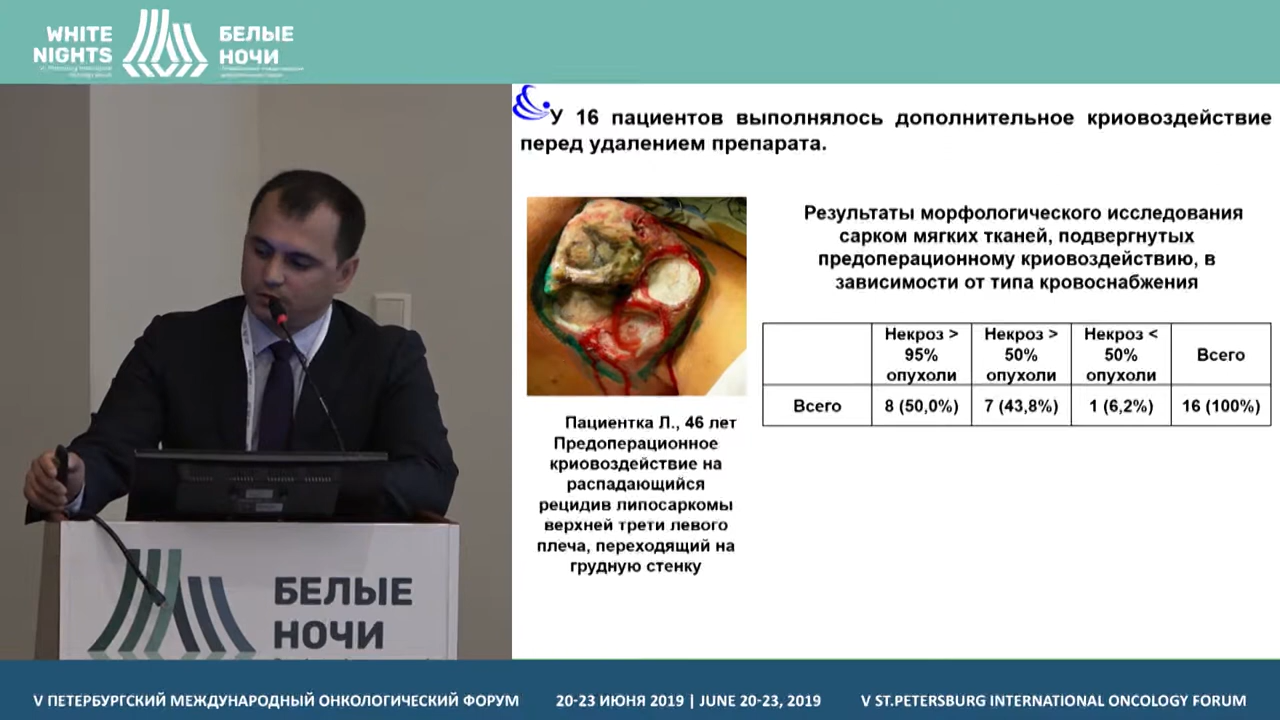 WHITE
NIGHTS
БЕЛЫЕ
НОЧИ
У 16 пациентов выполнялось дополнительное криовоздействие
перед удалением препарата.
Результаты морфологического исследования
сарком мягких тканей, подвергнутых
предоперационному криовоздействию, в
зависимости от типа кровоснабжения
Некроз >
95%
опухоли
Некроз >
50%
опухоли
Некроз <
50%
опухоли
Всего
Всего
8 (50,0%)
7 (43,8%)
1 (6,2%)
16 (100%)
Пациентка Л., 46 лет
Предоперационное
криовоздействие на
распадающийся
рецидив липосаркомы
верхней трети левого
плеча, переходящий на
грудную стенку
БЕЛЫЕ
НОЧИ
V ПЕТЕРБУРГСКИЙ МЕЖДУНАРОДНЫЙ ОНКОЛОГИЧЕСКИЙ ФОРУМ
20-23 ИЮНЯ 2019 | JUNE 20-23, 2019
V ST.PETERSBURG INTERNATIONAL ONCOLOGY FORUM